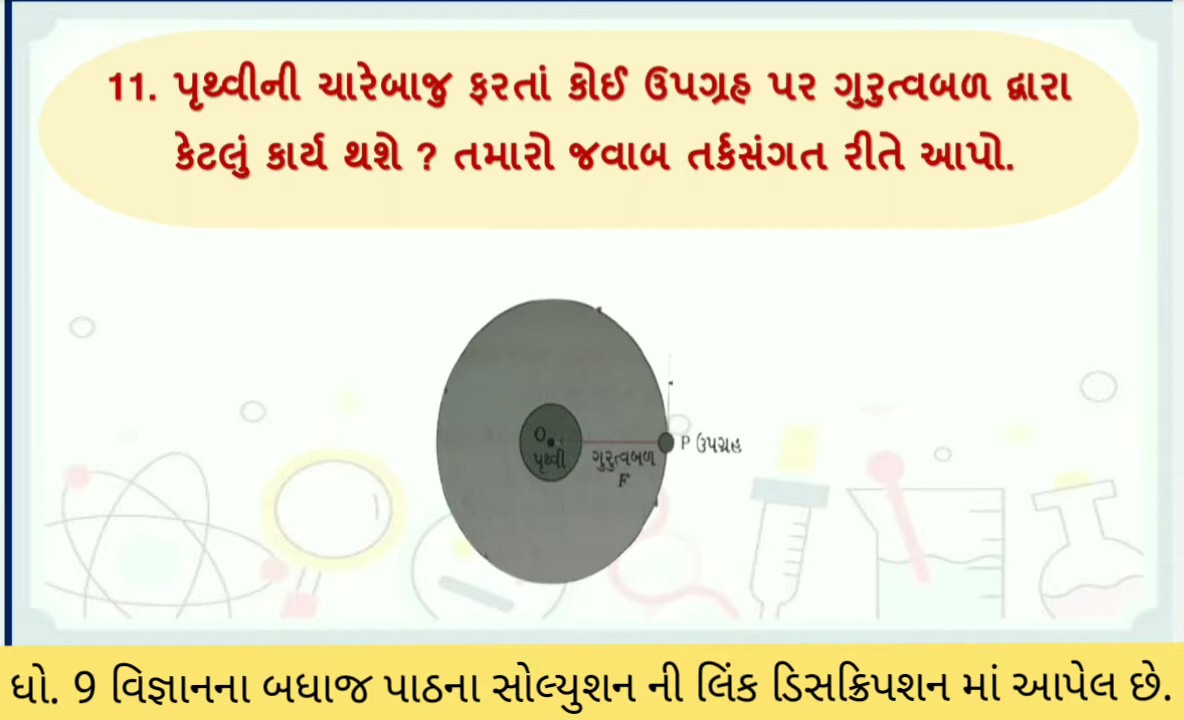 11. પૃથ્વીની ચારેબાજુ ફરતાં કોઈ ઉપગ્રહ પર ગુરુત્વબળ દ્વારા
કેટલું કાર્ય થશે ? તમારો જવાબ તર્કસંગત રીતે આપો.
O
પૃથ્વી
ગુરુત્વબળ
F
P ઉપગ્રહ
ધો. 9 વિજ્ઞાનના બધાજ પાઠના સોલ્યુશન ની લિંક ડિસક્રિપશન માં આપેલ છે.